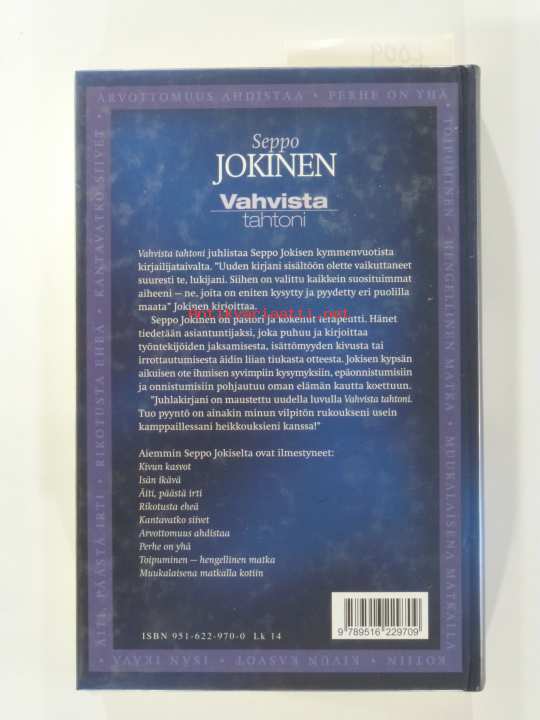 LOOQ
ARVOTTOMUUS AHDISTAA • PERHE ON YHÄ
TOIPUMINEN - HENGELLINEN MATKA • MUUKALAISENA MATKALLA
KOTIIN • KIVUN KASVOT • ISÄN IKÄVÄ
ÄITI, PÄÄSTÄ IRTI • RIKOTUSTA EHEÄ • KANTAVATKO SIIVET •
Seppo
JOKINEN
Vahvista
tahtoni
Vahvista tahtoni juhlistaa Seppo Jokisen kymmenvuotista
kirjailijataivalta. "Uuden kirjani sisältöön olette vaikuttaneet
suuresti te, lukijani. Siihen on valittu kaikkein suosituimmat
aiheeni – ne, joita on eniten kysytty ja pyydetty eri puolilla
maata" Jokinen kirjoittaa.
Antikvariaatti.net
Seppo Jokinen on pastori ja kokenut terapeutti. Hänet
tiedetään asiantuntijaksi, joka puhuu ja kirjoittaa
työntekijöiden jaksamisesta, isättömyyden kivusta tai
irrottautumisesta äidin liian tiukasta otteesta. Jokisen kypsän
aikuisen ote ihmisen syvimpiin kysymyksiin, epäonnistumisiin
ja onnistumisiin pohjautuu oman elämän kautta koettuun.
"Juhlakirjani on maustettu uudella luvulla Vahvista tahtoni.
Tuo pyyntö on ainakin minun vilpitön rukoukseni usein
kamppaillessani heikkouksieni kanssa!"
Aiemmin Seppo Jokiselta ovat ilmestyneet:
Kivun kasvot
Isän ikävä
Äiti, päästä irti
Rikotusta eheä
Kantavatko siivet
Arvottomuus ahdistaa
Perhe on yhä
Toipuminen – hengellinen matka
Muukalaisena matkalla kotiin
ISBN 951-622-970-0 Lk 14
9 789516 229709